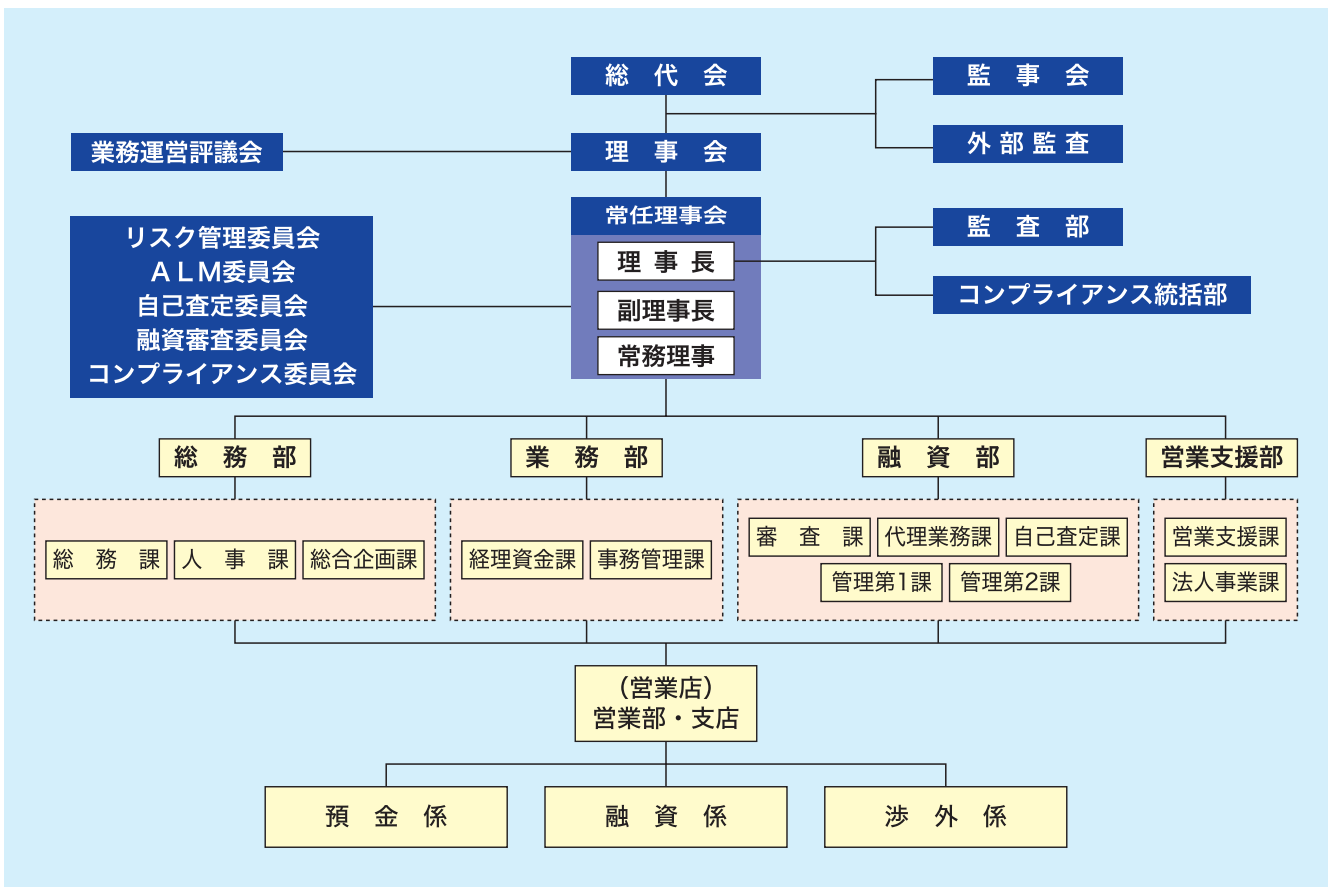 総代会
監事会
外部監査
業務運営評議会
理事会
常任理事会
理事長
副理事長
常務理事
監査部
コンプライアンス統括部
リスク管理委員会
ALM委員会
自己査定委員会
融資審査委員会
コンプライアンス委員会
総務部
業務部
融資部
営業支援部
総務課
人事課
総合企画課
経理資金課
事務管理課
審査課
代理業務課
自己査定課
管理第1課
管理第2課
営業支援課
法人事業課
（営業店）
営業部・支店
預金係
融資係
渉外係